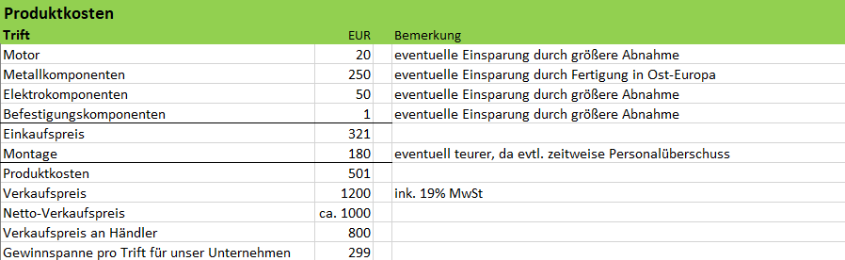 Produktkosten
Trift EUR Bemerkung
Motor 20 eventuelle Einsparung durch größere Abnahme
Metallkomponenten 250 eventuelle Einsparung durch Fertigung in Ost-Europa
Elektrokomponenten 50 eventuelle Einsparung durch größere Abnahme
Befestigungskomponenten 1 eventuelle Einsparung durch größere Abnahme
Einkaufspreis 321
Montage 180 eventuell teurer, da evtl. zeitweise Personalüberschuss
Produktkosten 501
Verkaufspreis 1200 ink. 19% MwSt
Netto-Verkaufspreis ca. 1000
Verkaufspreis an Händler 800
Gewinnspanne pro Trift für unser Unternehmen 299